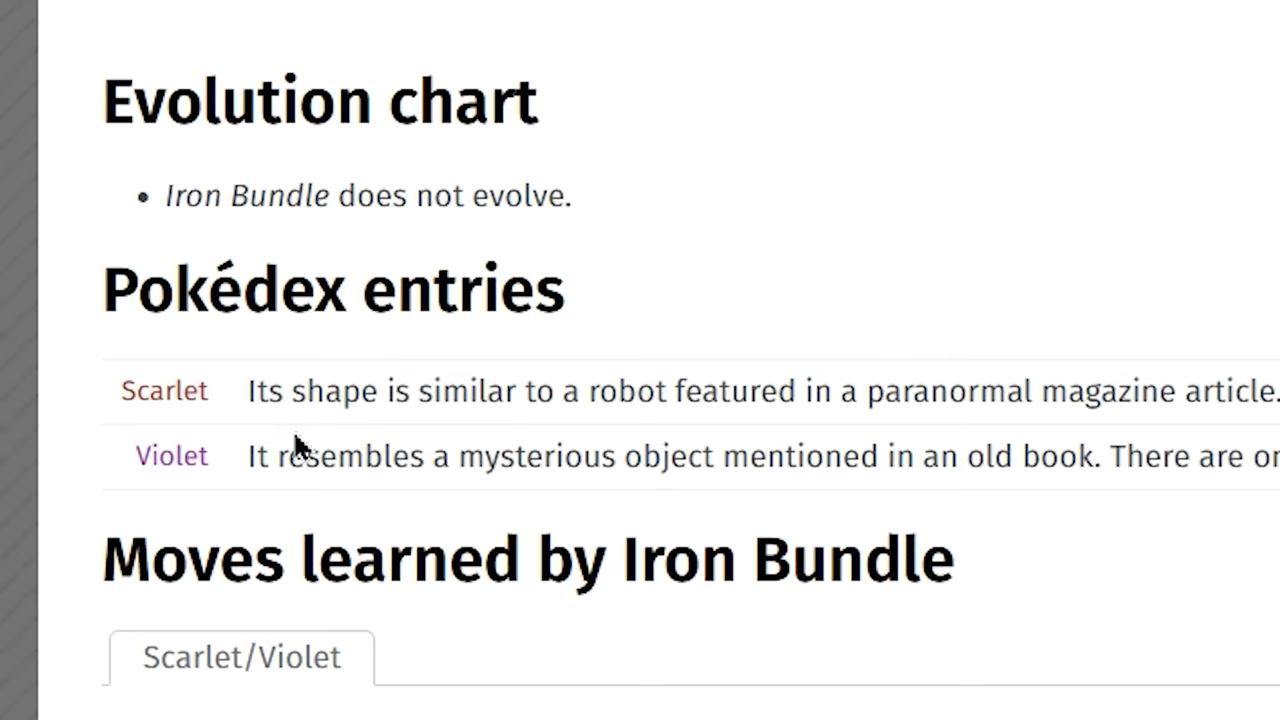 Evolution chart
• Iron Bundle does not evolve.
Pokédex entries
Scarlet Its shape is similar to a robot featured in a paranormal magazine article.
Violet It resembles a mysterious object mentioned in an old book. There are
Moves learned by Iron Bundle
Scarlet/Violet